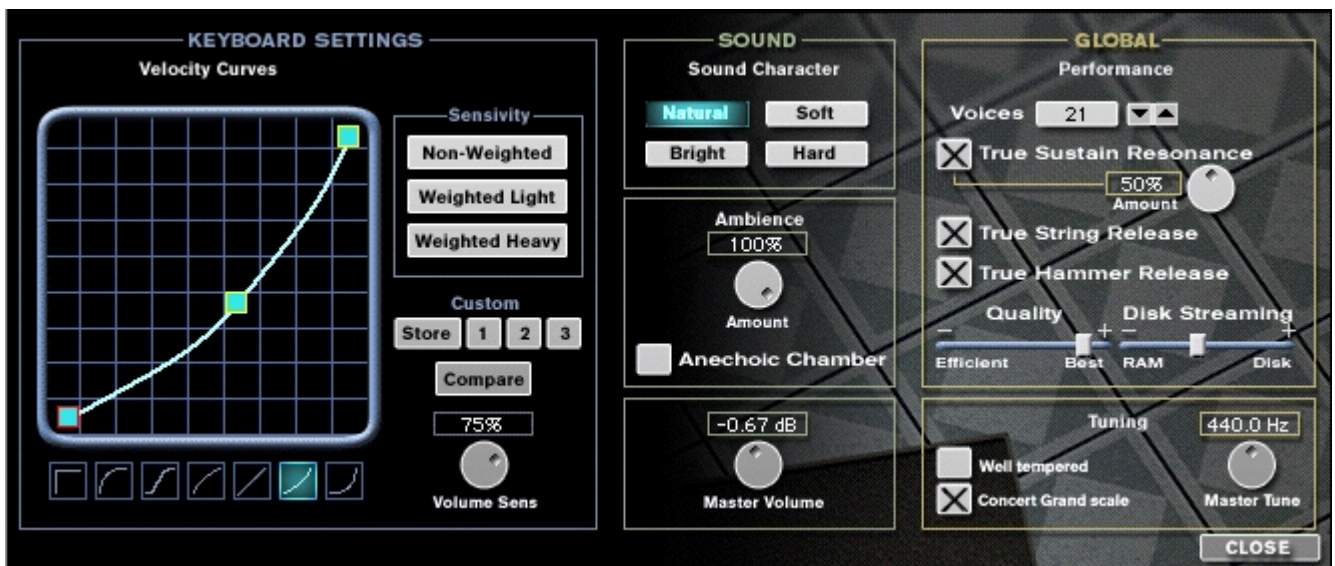 KEYBOARD SETTINGS
Velocity Curves
Sensivity
Non-Weighted
Weighted Light
Weighted Heavy
Custom
Store 1 2 3
Compare
75%
Volume Sens
SOUND
Sound Character
Natural Soft
Bright Hard
Ambience
100%
Amount
Anechoic Chamber
-0.67 dB
Master Volume
GLOBAL
Performance
Voices 21
True Sustain Resonance
50%
Amount
True String Release
True Hammer Release
Quality Disk Streaming
- + - +
Efficient Best RAM Disk
Tuning 440.0 Hz
Well tempered
Concert Grand scale Master Tune
CLOSE